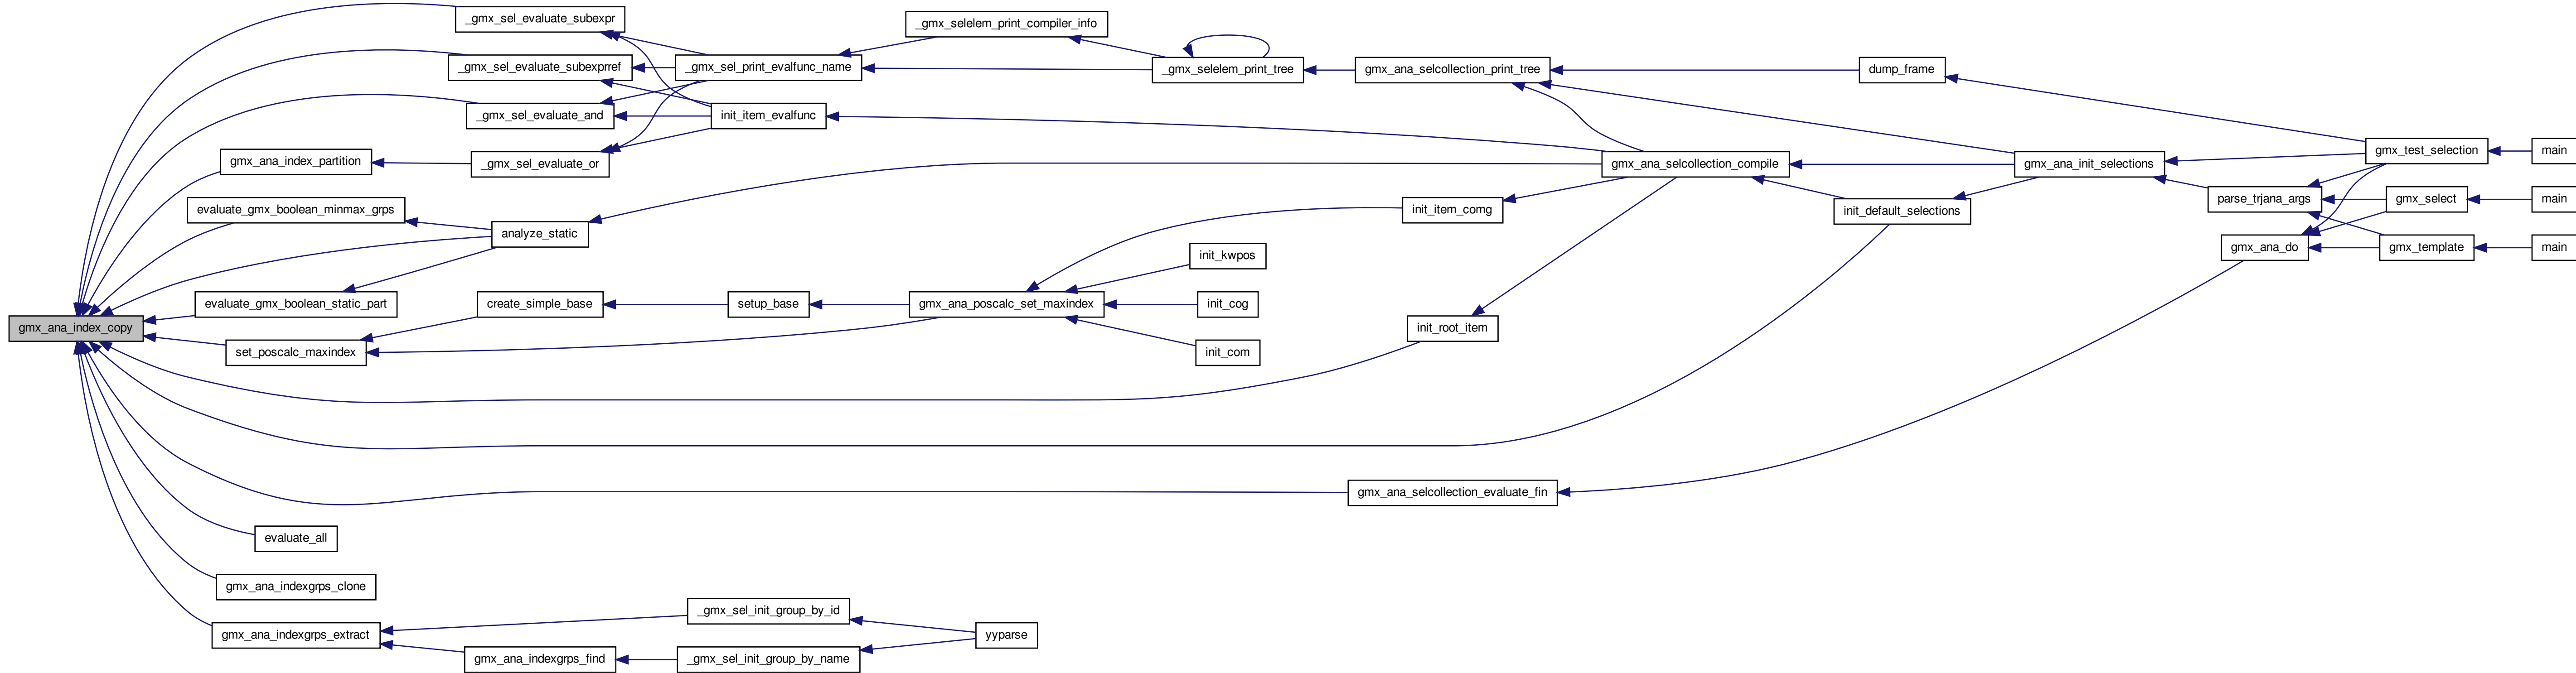 _gmx_sel_evaluate_subexpr
_gmx_selelem_print_compiler_info
_gmx_sel_evaluate_subexprref
_gmx_sel_print_evalfunc_name
_gmx_selelem_print_tree
gmx_ana_selcollection_print_tree
dump_frame
_gmx_sel_evaluate_and
init_item_evalfunc
gmx_ana_index_partition
_gmx_sel_evaluate_or
gmx_ana_selcollection_compile
gmx_ana_init_selections
gmx_test_selection
main
evaluate_gmx_boolean_minmax_grps
analyze_static
init_item_comg
init_default_selections
parse_trjana_args
gmx_select
main
init_kwpos
gmx_ana_do
gmx_template
main
evaluate_gmx_boolean_static_part
create_simple_base
setup_base
gmx_ana_poscalc_set_maxindex
init_cog
gmx_ana_index_copy
init_root_item
set_poscalc_maxindex
init_com
gmx_ana_selcollection_evaluate_fin
evaluate_all
gmx_ana_indexgrps_clone
_gmx_sel_init_group_by_id
gmx_ana_indexgrps_extract
yyparse
gmx_ana_indexgrps_find
_gmx_sel_init_group_by_name